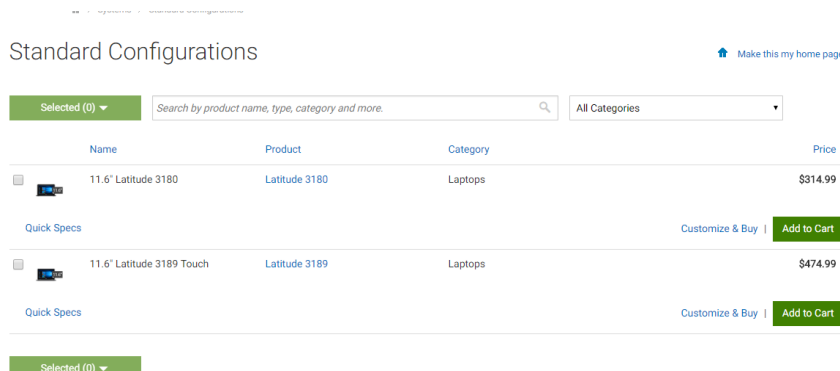 Systems
Standard Configurations
Standard Configurations
Make this my home page
Selected (0)
Search by product name, type, category and more.
All Categories
Name Product Category Price
11.6" Latitude 3180 Latitude 3180 Laptops $314.99
Quick Specs Customize & Buy | Add to Cart
11.6" Latitude 3189 Touch Latitude 3189 Laptops $474.99
Quick Specs Customize & Buy | Add to Cart
Selected (0)